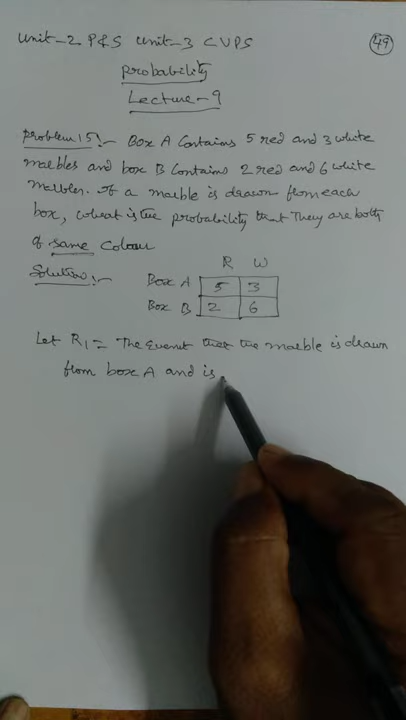 Unit-2 P&S Unit-3 CVPS
49
Probability
Lecture-9
Problem 15:- Box A Contains 5 red and 3 white
marbles and box B Contains 2 red and 6 white
marbles. If a marble is drawn from each
box, what is the probability that They are both
of same Colour
Solution:-
R W
Box A 5 3
Box B 2 6
Let R1 = The Event that the marble is drawn
from box A and is